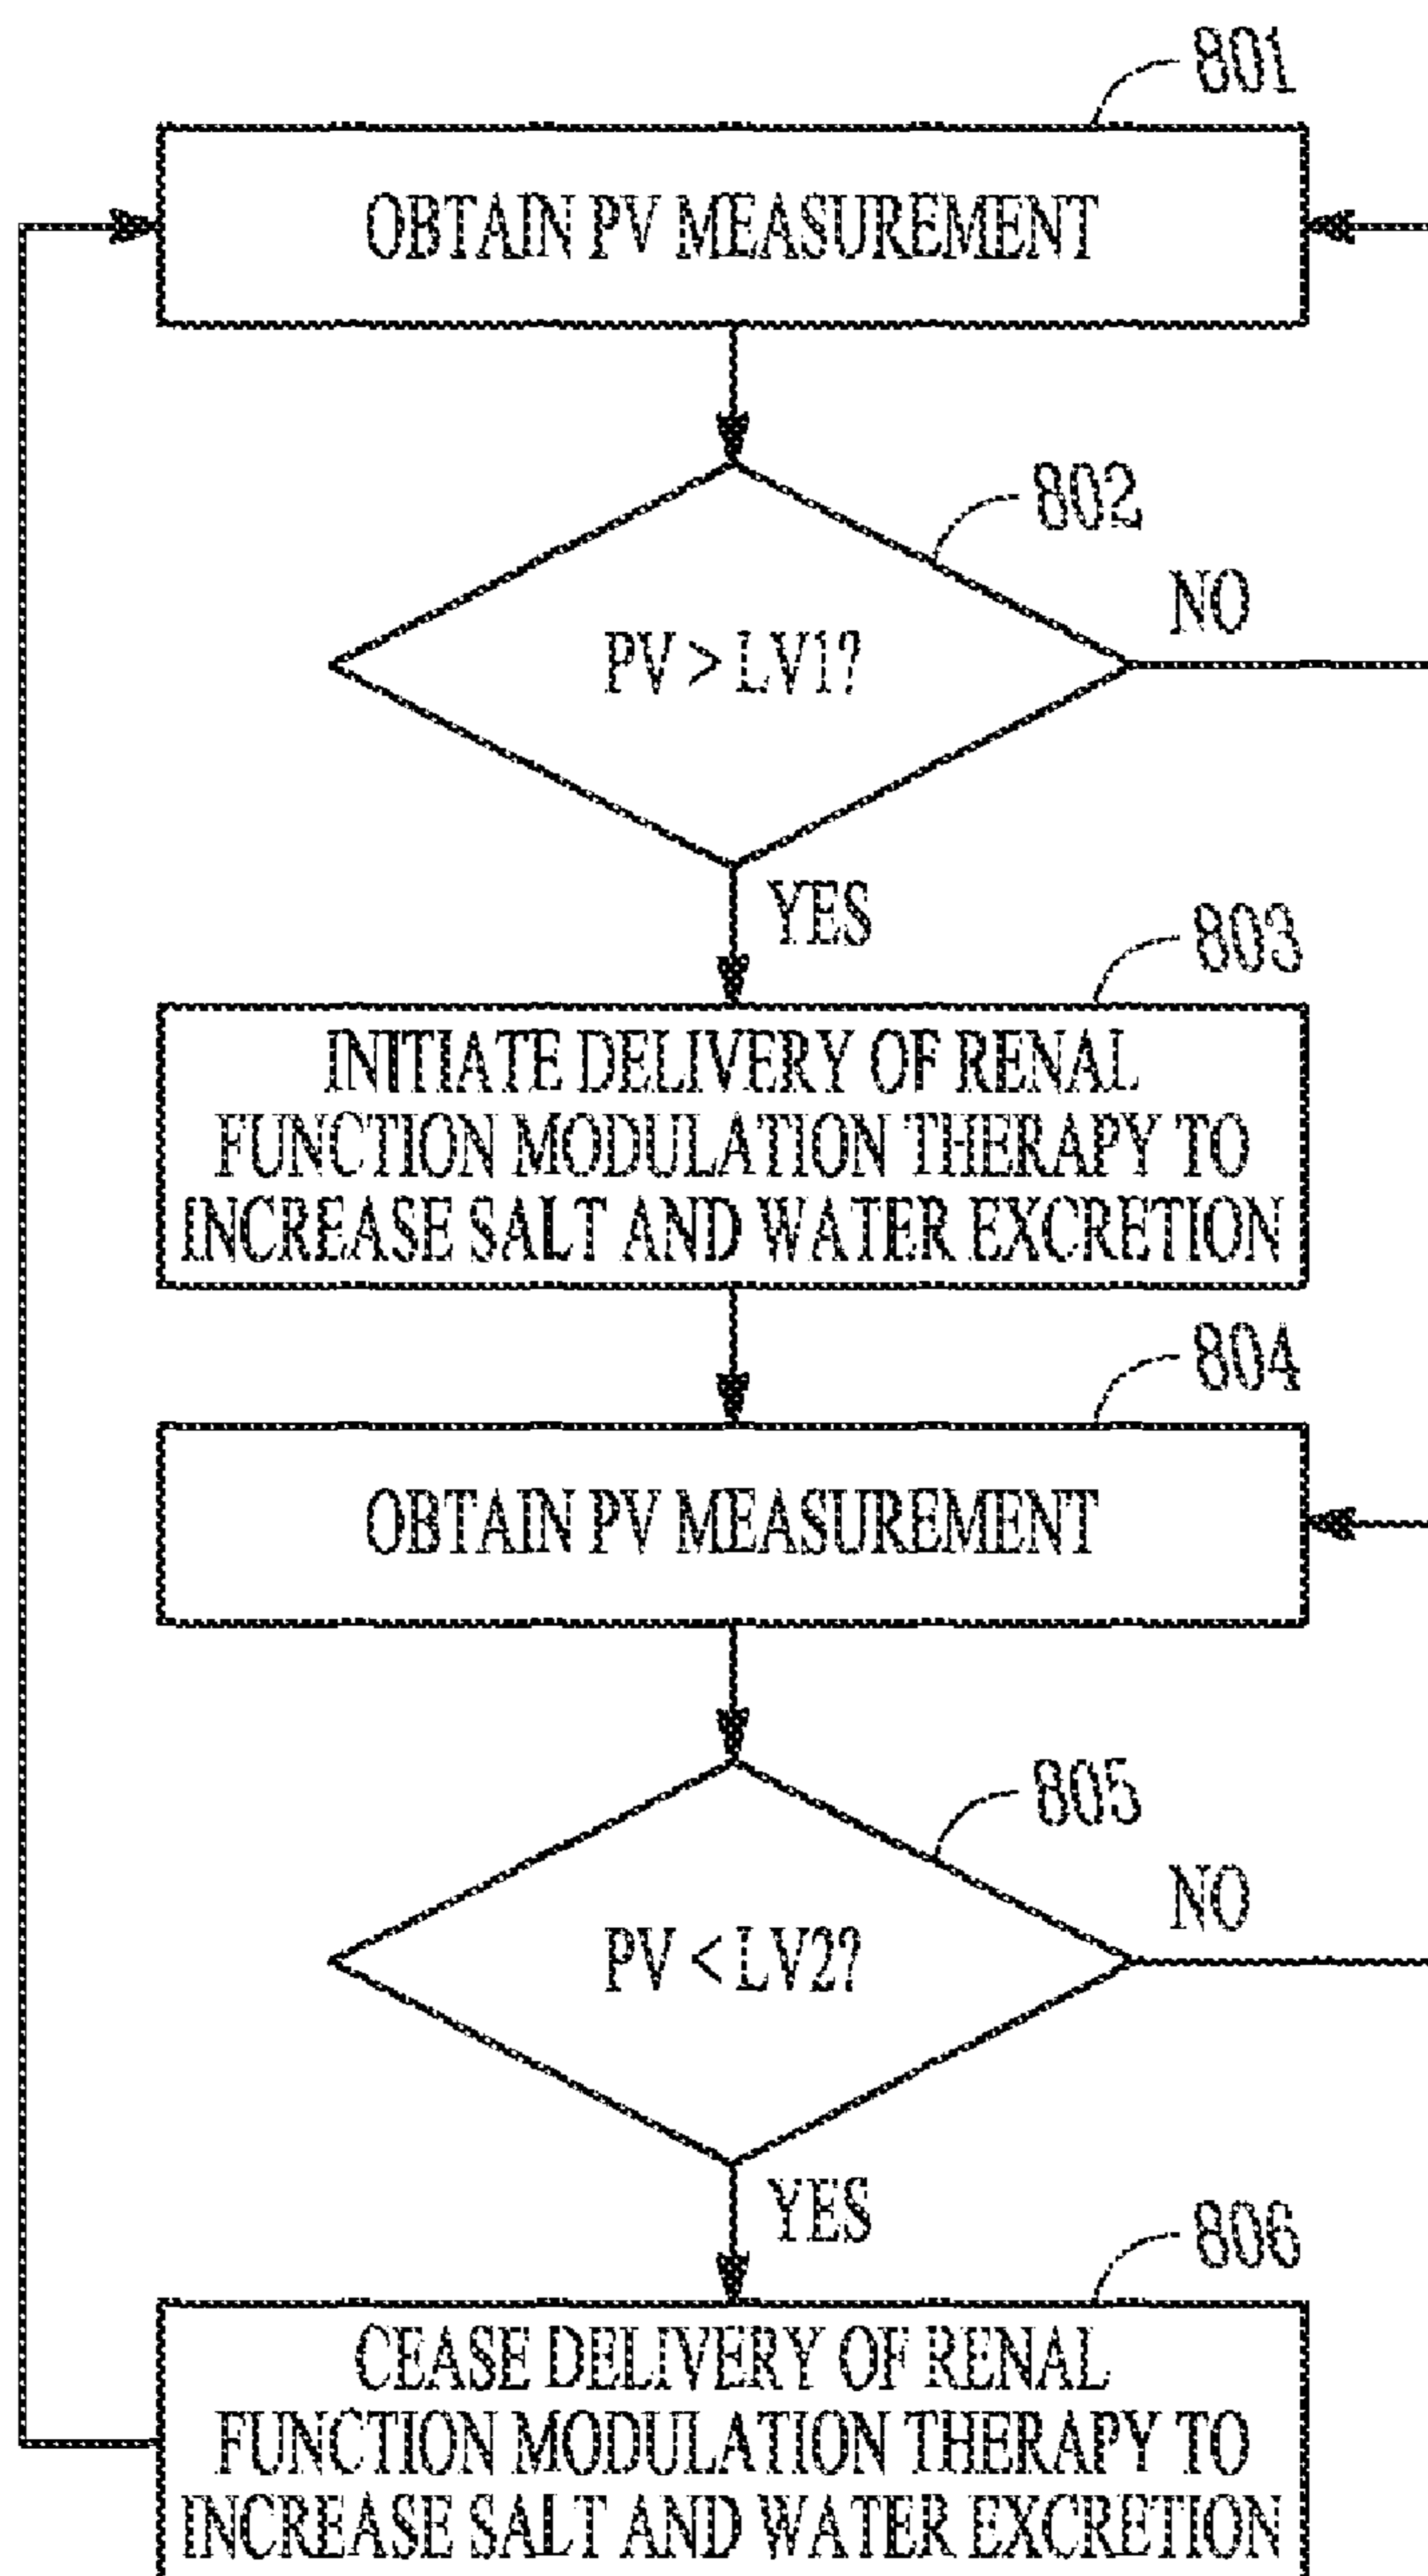 801
OBTAIN PV MEASUREMENT
802
NO
PV > LV1?
YES
803
INITIATE DELIVERY OF RENAL
FUNCTION MODULATION THERAPY TO
INCREASE SALT AND WATER EXCRETION
804
OBTAIN PV MEASUREMENT
805
NO
PV < LV2?
YES
806
CEASE DELIVERY OF RENAL
FUNCTION MODULATION THERAPY TO
INCREASE SALT AND WATER EXCRETION